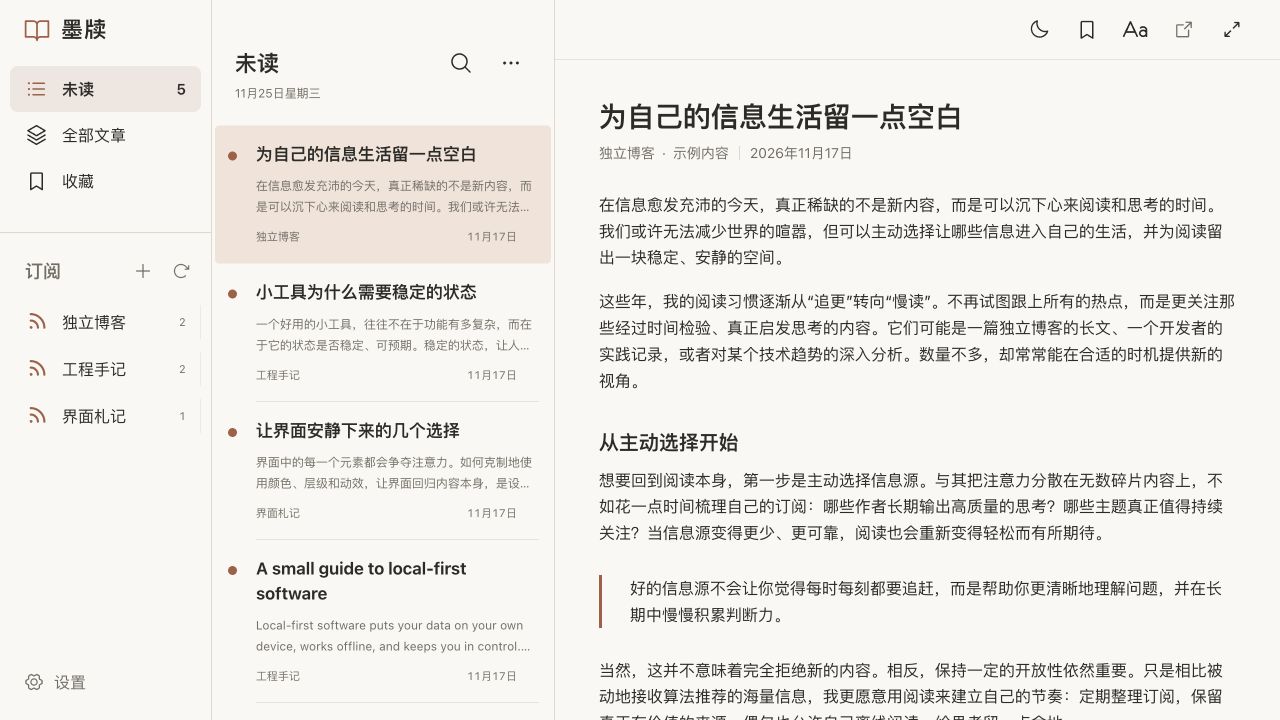 墨牍
未读 5
全部文章
收藏
订阅
独立博客 2
工程手记 2
界面札记 1
设置
未读
11月25日星期三
为自己的信息生活留一点空白
在信息愈发充沛的今天，真正稀缺的不是新内容，而
是可以沉下心来阅读和思考的时间。我们或许无法...
独立博客 11月17日
小工具为什么需要稳定的状态
一个好用的小工具，往往不在于功能有多复杂，而在
于它的状态是否稳定、可预期。稳定的状态，让人...
工程手记 11月17日
让界面安静下来的几个选择
界面中的每一个元素都会争夺注意力。如何克制地使
用颜色、层级和动效，让界面回归内容本身，是设...
界面札记 11月17日
A small guide to local-first
software
Local-first software puts your data on your own
device, works offline, and keeps you in control....
工程手记 11月17日
Aa
为自己的信息生活留一点空白
独立博客 · 示例内容 2026年11月17日
在信息愈发充沛的今天，真正稀缺的不是新内容，而是可以沉下心来阅读和思考的时间。
我们或许无法减少世界的喧嚣，但可以主动选择让哪些信息进入自己的生活，并为阅读留
出一块稳定、安静的空间。
这些年，我的阅读习惯逐渐从“追更”转向“慢读”。不再试图跟上所有的热点，而是更关注那
些经过时间检验、真正启发思考的内容。它们可能是一篇独立博客的长文、一个开发者的
实践记录，或者对某个技术趋势的深入分析。数量不多，却常常能在合适的时机提供新的
视角。
从主动选择开始
想要回到阅读本身，第一步是主动选择信息源。与其把注意力分散在无数碎片内容上，不
如花一点时间梳理自己的订阅：哪些作者长期输出高质量的思考？哪些主题真正值得持续
关注？当信息源变得更少、更可靠，阅读也会重新变得轻松而有所期待。
好的信息源不会让你觉得每时每刻都要追赶，而是帮助你更清晰地理解问题，并在长
期中慢慢积累判断力。
当然，这并不意味着完全拒绝新的内容。相反，保持一定的开放性依然重要。只是相比被
动地接收算法推荐的海量信息，我更愿意用阅读来建立自己的节奏：定期整理订阅，保留